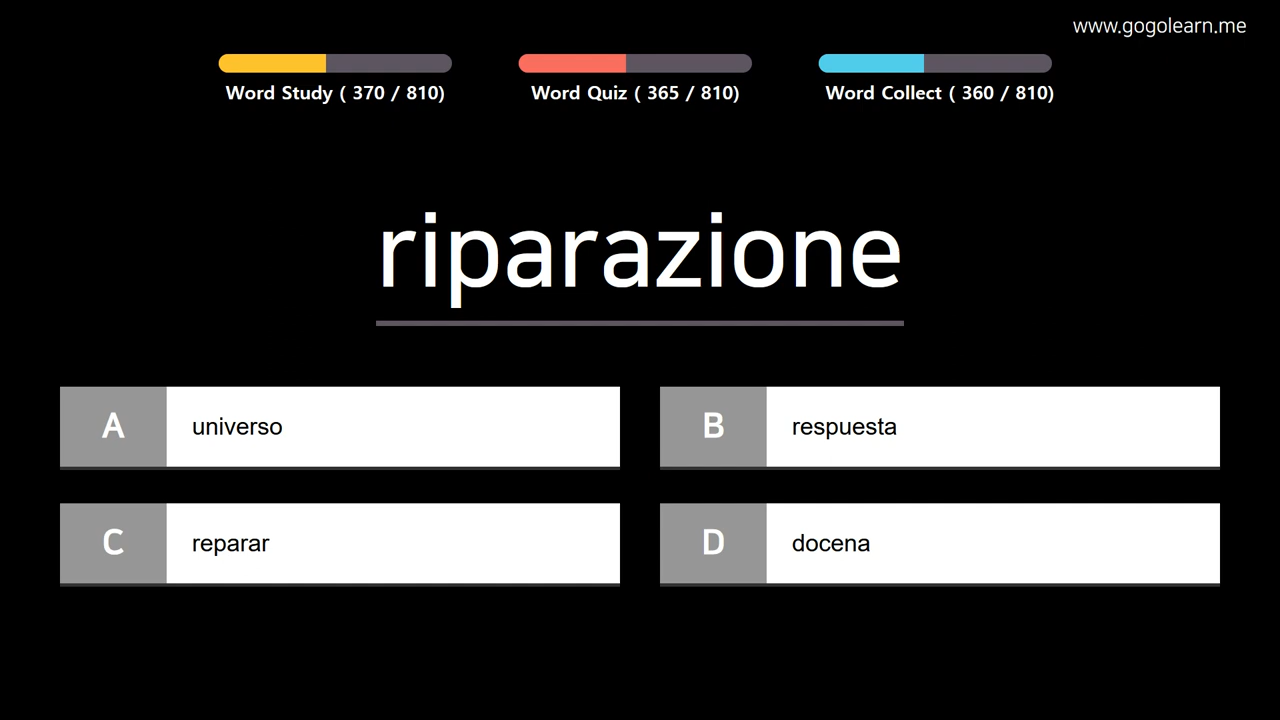 www.gogolearn.me
Word Study ( 370 / 810)
Word Quiz ( 365 / 810)
Word Collect ( 360 / 810)
riparazione
A universo
B respuesta
C reparar
D docena